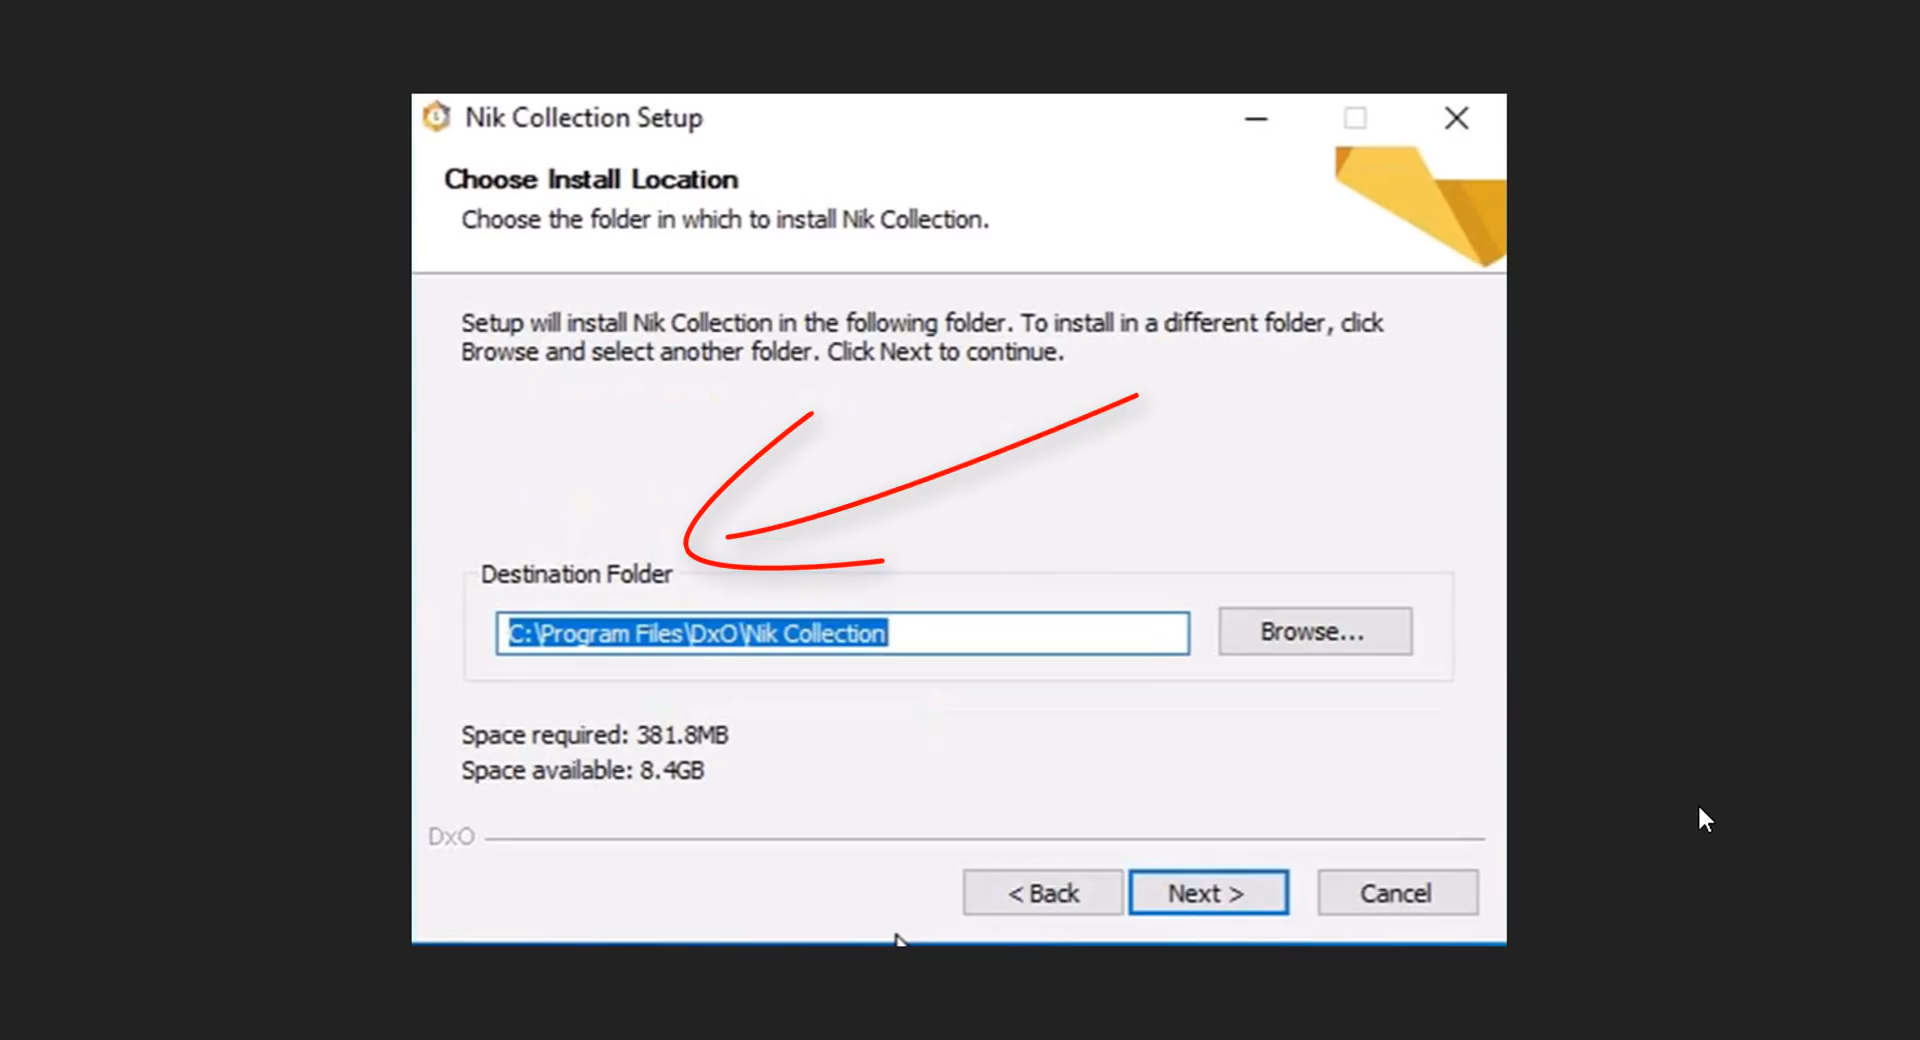 Nik Collection Setup
Choose Install Location
Choose the folder in which to install Nik Collection.
Setup will install Nik Collection in the following folder. To install in a different folder, click
Browse and select another folder. Click Next to continue.
Destination Folder
C:\Program Files\DxO\Nik Collection
Browse...
Space required: 381.8MB
Space available: 8.4GB
DxO
< Back
Next >
Cancel